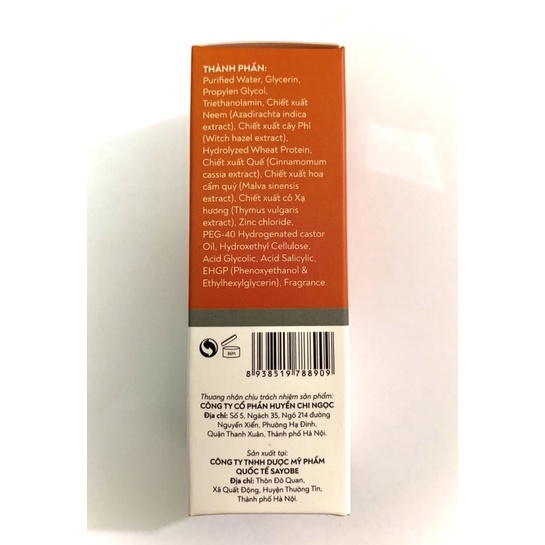 THÀNH PHẦN:
Purified Water, Glycerin,
Propylen Glycol,
Triethanolamin, Chiết xuất
Neem (Azadirachta indica
extract), Chiết xuất cây Phỉ
(Witch hazel extract),
Hydrolyzed Wheat Protein,
Chiết xuất Quế (Cinnamomum
cassia extract), Chiết xuất hoa
cẩm quỳ (Malva sinensis
extract), Chiết xuất cỏ Xạ
hương (Thymus vulgaris
extract), Zinc chloride,
PEG-40 Hydrogenated castor
Oil, Hydroxethyl Cellulose,
Acid Glycolic, Acid Salicylic,
EHGP (Phenoxyethanol &
Ethylhexylglycerin), Fragrance.
36M
8 938519 788909
Thương nhân chịu trách nhiệm sản phẩm:
CÔNG TY CỔ PHẦN HUYỀN CHI NGỌC
Địa chỉ: Số 5, Ngách 35, Ngõ 214 đường
Nguyễn Xiển, Phường Hạ Đình,
Quận Thanh Xuân, Thành phố Hà Nội.
Sản xuất tại:
CÔNG TY TNHH DƯỢC MỸ PHẨM
QUỐC TẾ SAYOBE
Địa chỉ: Thôn Đô Quan,
Xã Quất Động, Huyện Thường Tín,
Thành phố Hà Nội.